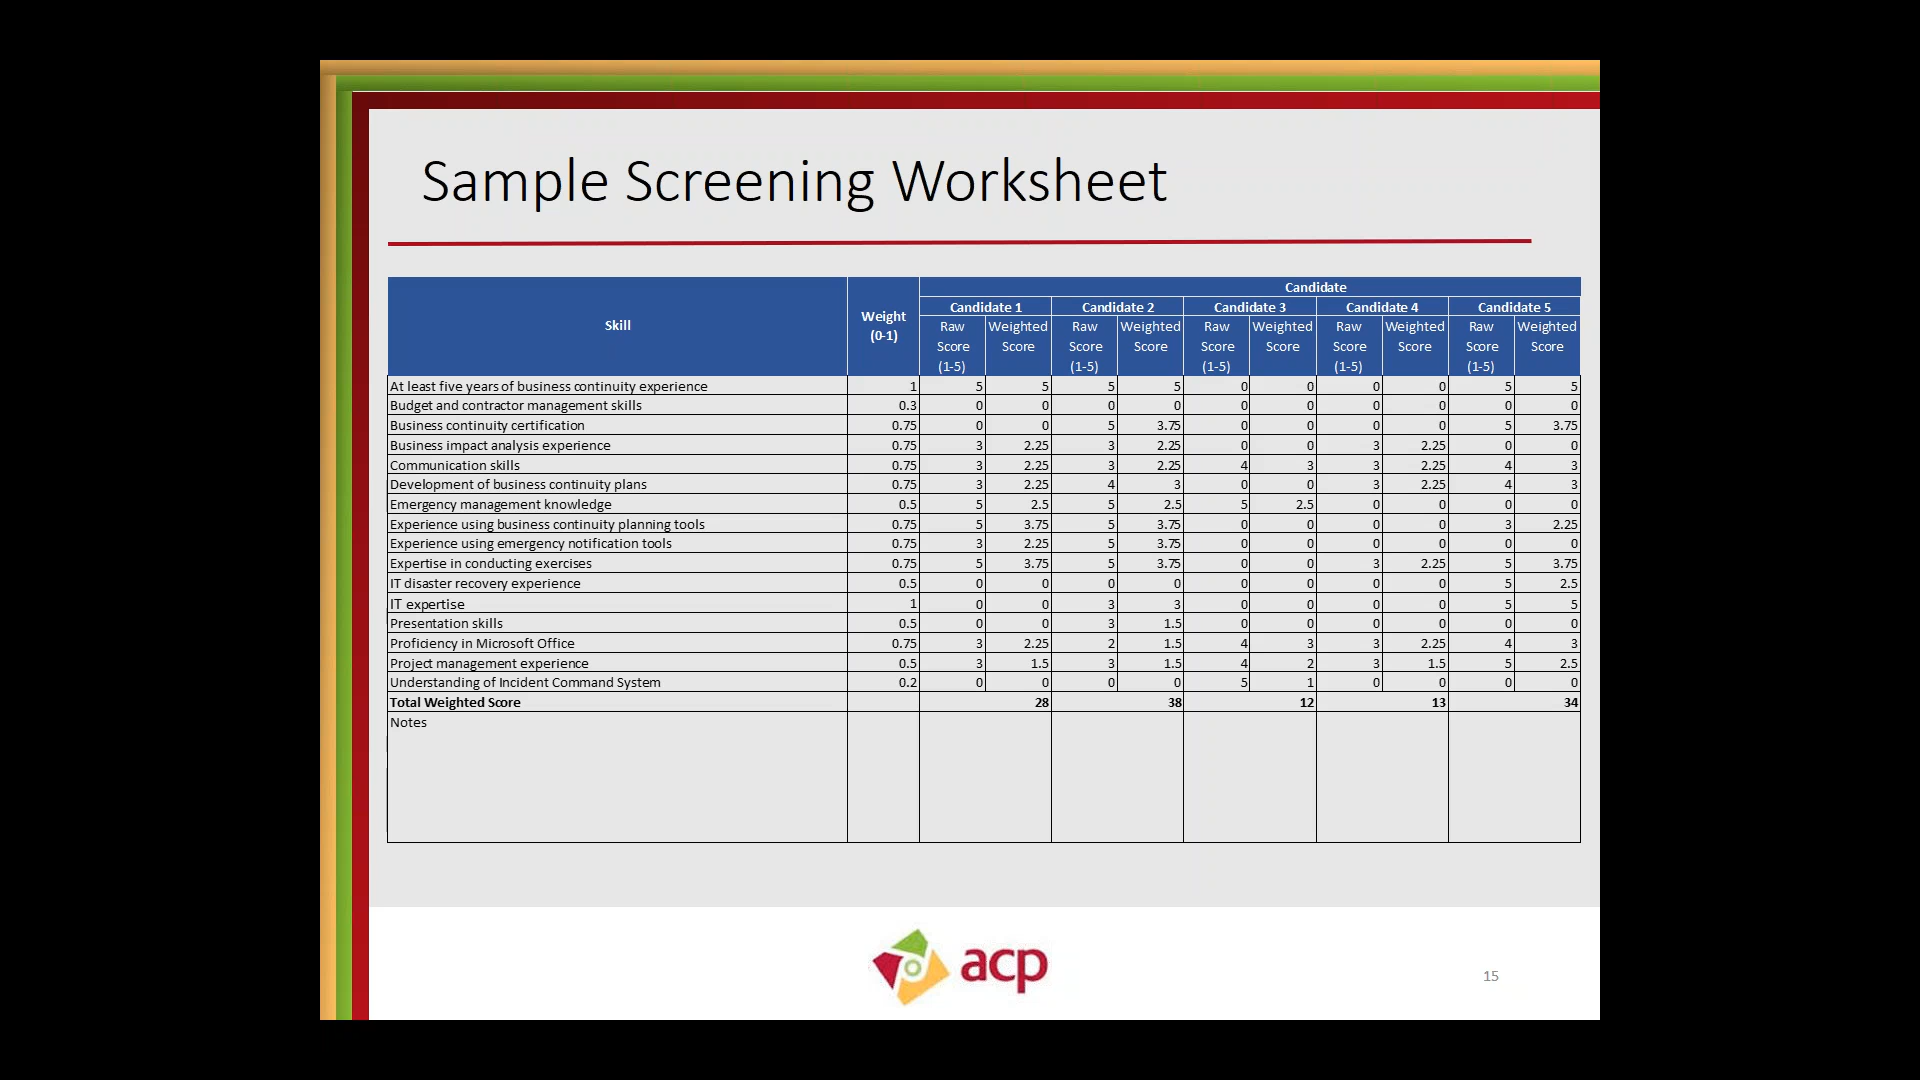 Sample Screening Worksheet
Candidate
Skill Weight (0-1) Candidate 1 Candidate 2 Candidate 3 Candidate 4 Candidate 5
Raw Score (1-5) Weighted Score Raw Score (1-5) Weighted Score Raw Score (1-5) Weighted Score Raw Score (1-5) Weighted Score Raw Score (1-5) Weighted Score
At least five years of business continuity experience 1 5 5 5 5 0 0 0 0 5 5
Budget and contractor management skills 0.3 0 0 0 0 0 0 0 0 0 0
Business continuity certification 0.75 0 0 5 3.75 0 0 0 0 5 3.75
Business impact analysis experience 0.75 3 2.25 3 2.25 0 0 3 2.25 0 0
Communication skills 0.75 3 2.25 3 2.25 4 3 3 2.25 4 3
Development of business continuity plans 0.75 3 2.25 4 3 0 0 3 2.25 4 3
Emergency management knowledge 0.5 5 2.5 5 2.5 5 2.5 0 0 0 0
Experience using business continuity planning tools 0.75 5 3.75 5 3.75 0 0 0 0 3 2.25
Experience using emergency notification tools 0.75 3 2.25 5 3.75 0 0 0 0 0 0
Expertise in conducting exercises 0.75 5 3.75 5 3.75 0 0 3 2.25 5 3.75
IT disaster recovery experience 0.5 0 0 0 0 0 0 0 0 5 2.5
IT expertise 1 0 0 3 3 0 0 0 0 5 5
Presentation skills 0.5 0 0 3 1.5 0 0 0 0 0 0
Proficiency in Microsoft Office 0.75 3 2.25 2 1.5 4 3 3 2.25 4 3
Project management experience 0.5 3 1.5 3 1.5 4 2 3 1.5 5 2.5
Understanding of Incident Command System 0.2 0 0 0 0 5 1 0 0 0 0
Total Weighted Score 28 38 12 13 34
Notes
acp
15